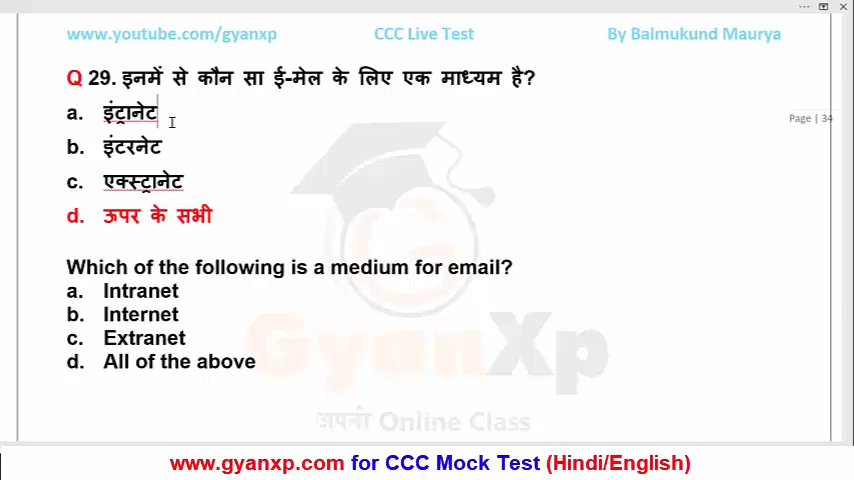 www.youtube.com/gyanxp CCC Live Test By Balmukund Maurya
Q 29. इनमें से कौन सा ई-मेल के लिए एक माध्यम है?
a. इंट्रानेट
Page | 34
b. इंटरनेट
c. एक्स्ट्रानेट
d. ऊपर के सभी
Which of the following is a medium for email?
a. Intranet
b. Internet
c. Extranet
d. All of the above
GyanXp
अपनी Online Class
www.gyanxp.com for CCC Mock Test (Hindi/English)